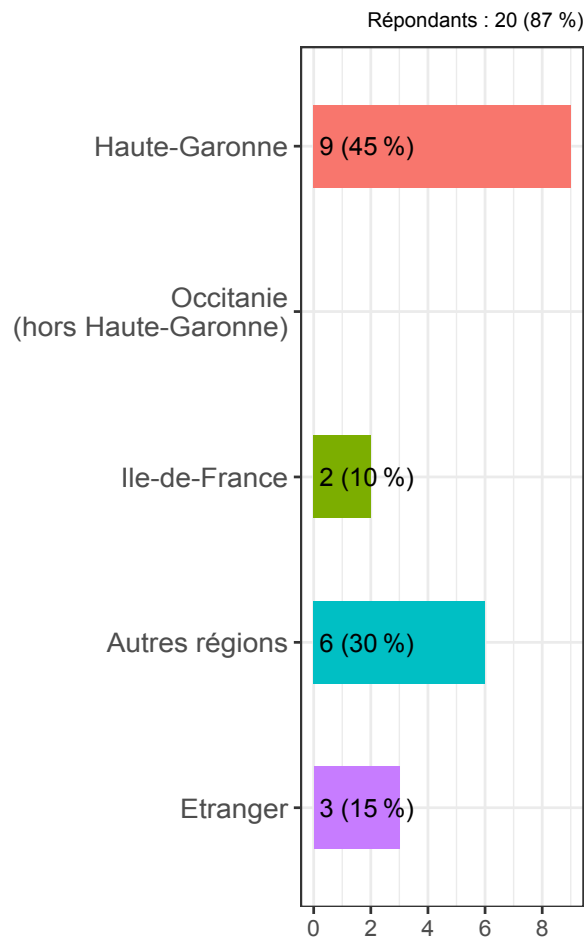 Répondants : 20 (87 %)
Haute-Garonne
9 (45 %)
Occitanie
(hors Haute-Garonne)
Ile-de-France
2 (10 %)
Autres régions
6 (30 %)
Etranger
3 (15 %)
0 2 4 6 8